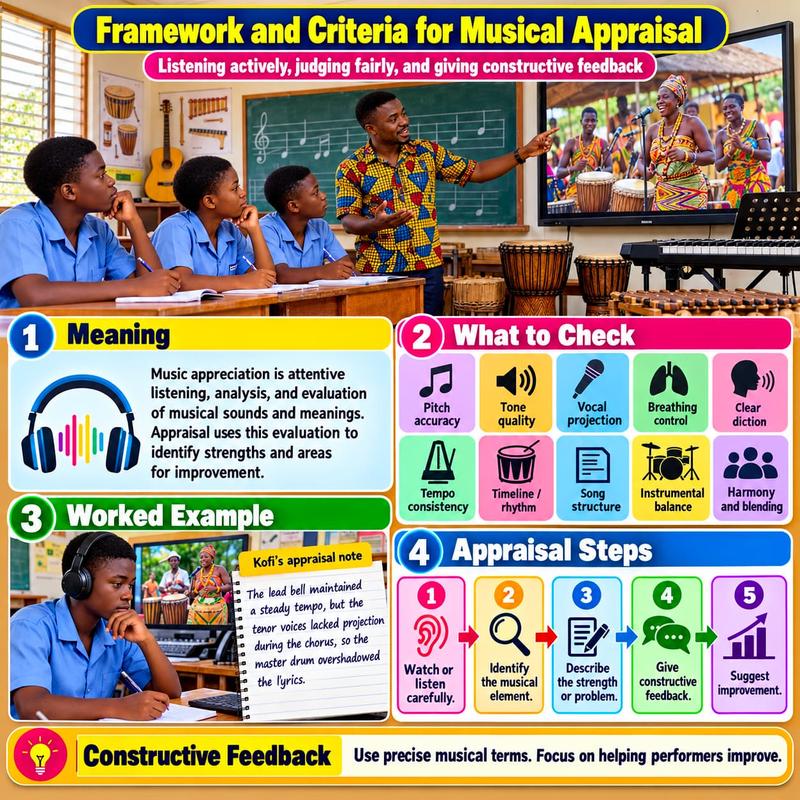 Framework and Criteria for Musical Appraisal
Listening actively, judging fairly, and giving constructive feedback
1 Meaning
Music appreciation is attentive
listening, analysis, and evaluation
of musical sounds and meanings.
Appraisal uses this evaluation to
identify strengths and areas
for improvement.
2 What to Check
Pitch
accuracy
Tone
quality
Vocal
projection
Breathing
control
Clear
diction
Tempo
consistency
Timeline /
rhythm
Song
structure
Instrumental
balance
Harmony
and blending
3 Worked Example
Kofi's appraisal note
The lead bell maintained
a steady tempo, but the
tenor voices lacked projection
during the chorus, so the
master drum overshadowed
the lyrics.
4 Appraisal Steps
1
Watch or
listen
carefully.
2
Identify
the musical
element.
3
Describe
the strength
or problem.
4
Give
constructive
feedback.
5
Suggest
improvement.
Constructive Feedback
Use precise musical terms. Focus on helping performers improve.